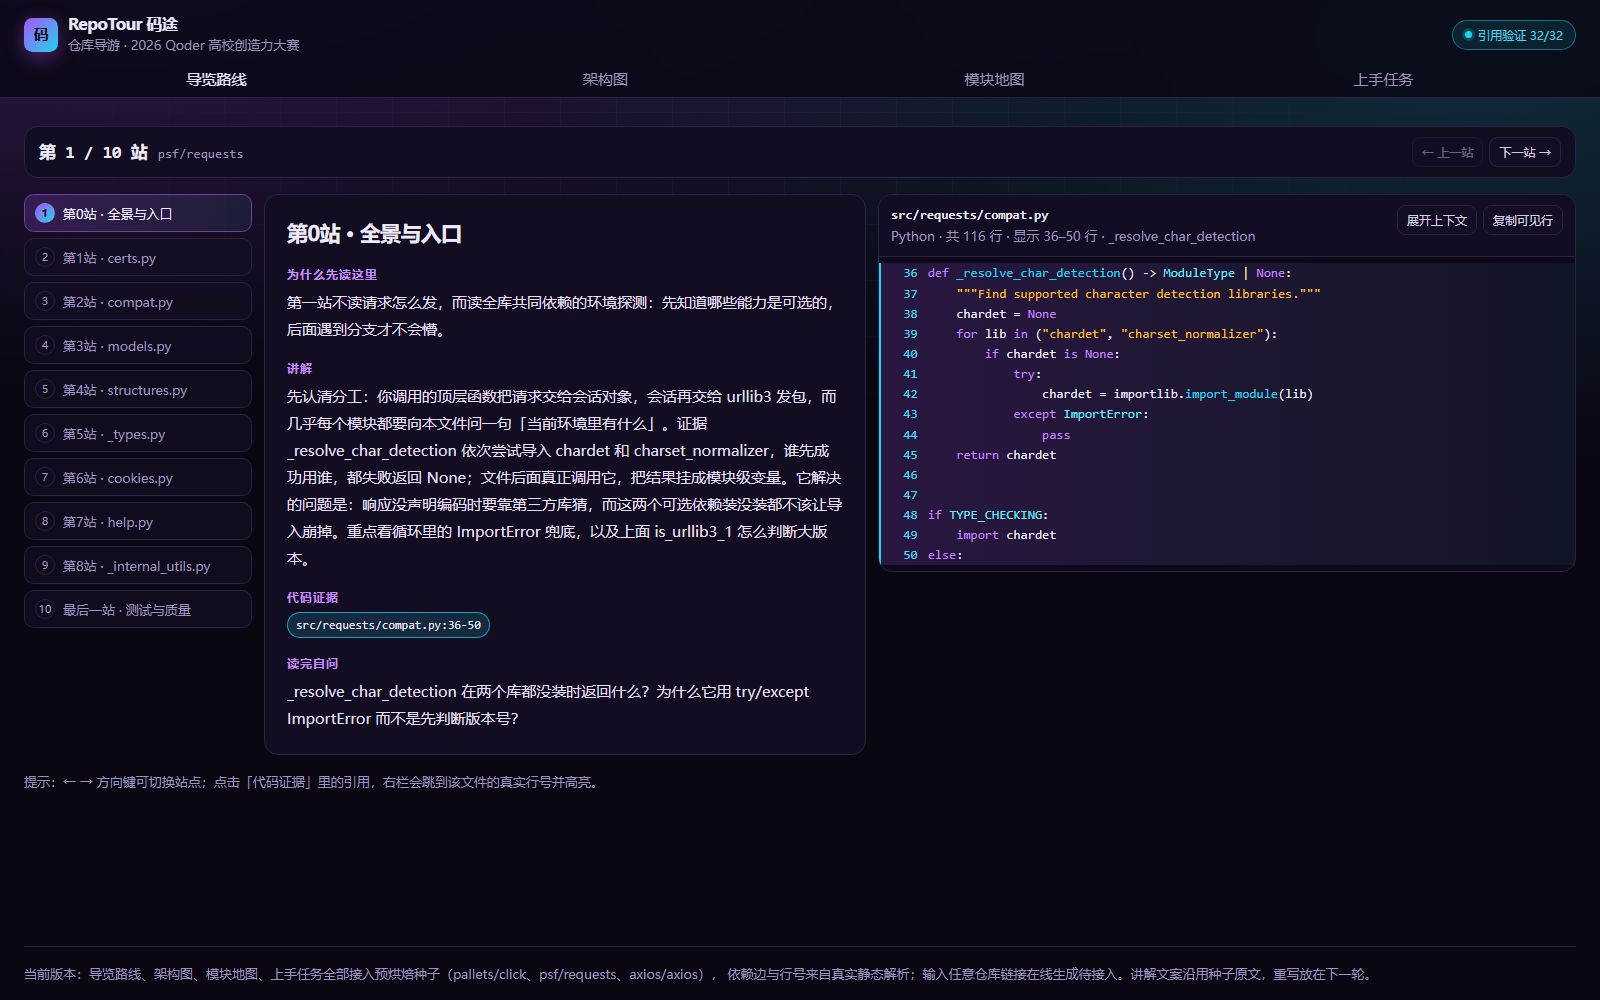 码
RepoTour 码途
仓库导游 · 2026 Qoder 高校创造力大赛
引用验证 32/32
导览路线
架构图
模块地图
上手任务
第 1 / 10 站 psf/requests
← 上一站
下一站 →
1 第0站 · 全景与入口
2 第1站 · certs.py
3 第2站 · compat.py
4 第3站 · models.py
5 第4站 · structures.py
6 第5站 · _types.py
7 第6站 · cookies.py
8 第7站 · help.py
9 第8站 · _internal_utils.py
10 最后一站 · 测试与质量
第0站 • 全景与入口
为什么先读这里
第一站不读请求怎么发，而读全库共同依赖的环境探测：先知道哪些能力是可选的，
后面遇到分支才不会懵。
讲解
先认清分工：你调用的顶层函数把请求交给会话对象，会话再交给 urllib3 发包，而
几乎每个模块都要向本文件问一句「当前环境里有什么」。证据
_resolve_char_detection 依次尝试导入 chardet 和 charset_normalizer，谁先成
功用谁，都失败返回 None；文件后面真正调用它，把结果挂成模块级变量。它解决
的问题是：响应没声明编码时要靠第三方库猜，而这两个可选依赖装没装都不该让导
入崩掉。重点看循环里的 ImportError 兜底，以及上面 is_urllib3_1 怎么判断大版
本。
代码证据
src/requests/compat.py:36-50
读完自问
_resolve_char_detection 在两个库都没装时返回什么？为什么它用 try/except
ImportError 而不是先判断版本号？
src/requests/compat.py
Python · 共 116 行 · 显示 36–50 行 · _resolve_char_detection
展开上下文
复制可见行
36 def _resolve_char_detection() -> ModuleType | None:
37     """Find supported character detection libraries."""
38     chardet = None
39     for lib in ("chardet", "charset_normalizer"):
40         if chardet is None:
41             try:
42                 chardet = importlib.import_module(lib)
43             except ImportError:
44                 pass
45     return chardet
46
47
48 if TYPE_CHECKING:
49     import chardet
50 else:
提示：← → 方向键可切换站点；点击「代码证据」里的引用，右栏会跳到该文件的真实行号并高亮。
当前版本：导览路线、架构图、模块地图、上手任务全部接入预烘焙种子（pallets/click、psf/requests、axios/axios），依赖边与行号来自真实静态解析；输入任意仓库链接在线生成待接入。讲解文案沿用种子原文，重写放在下一轮。